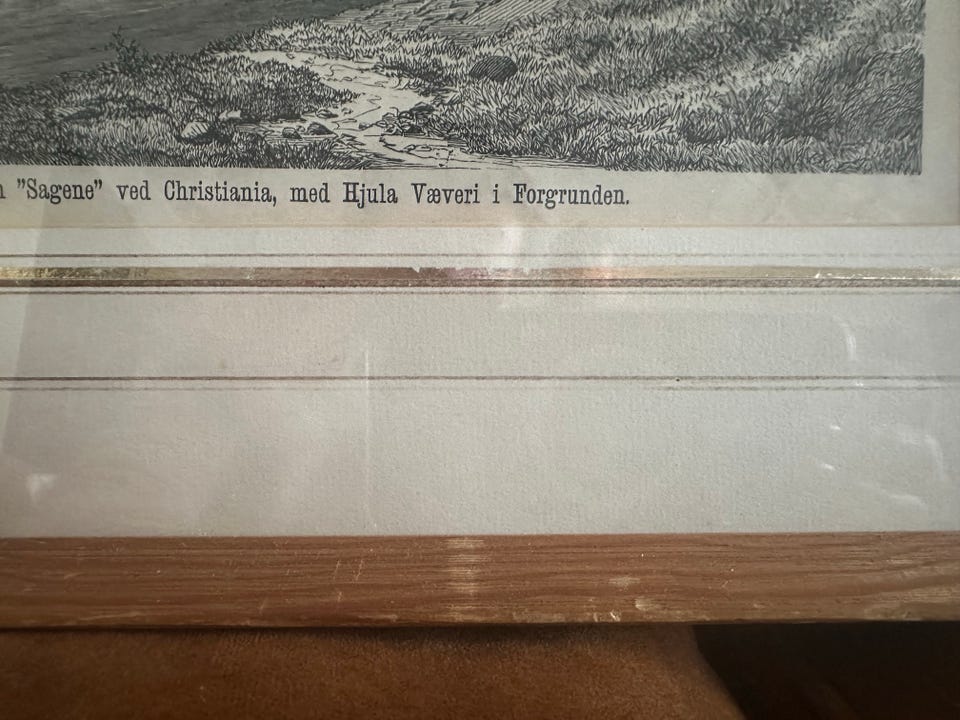 "Sagene" ved Christiania, med Hjula Væveri i Forgrunden.